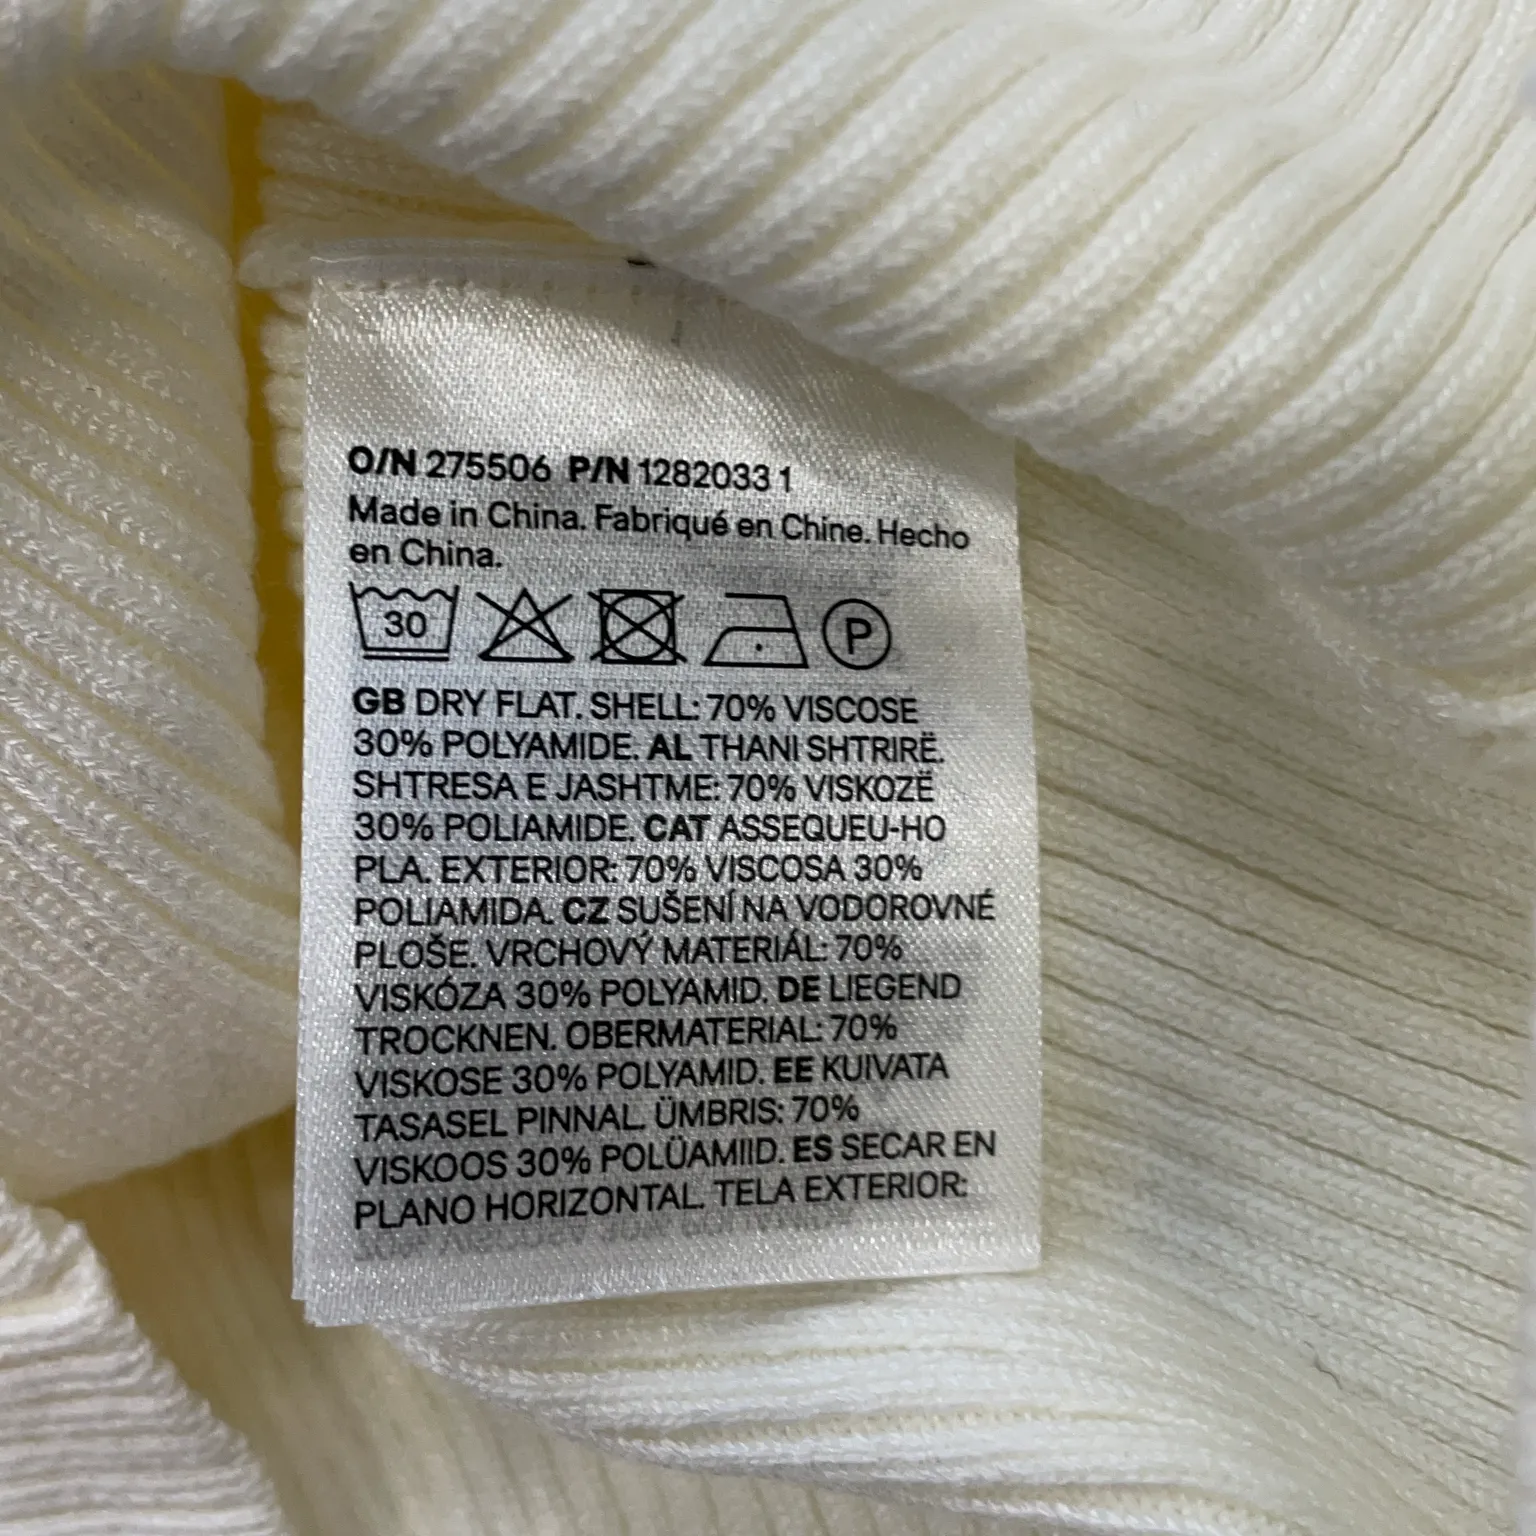 O/N 275506 P/N 1282033 1
Made in China. Fabriqué en Chine. Hecho
en China.
30 P
GB DRY FLAT. SHELL: 70% VISCOSE
30% POLYAMIDE. AL THANI SHTRIRË.
SHTRESA E JASHTME: 70% VISKOZË
30% POLIAMIDE. CAT ASSEQUEU-HO
PLA. EXTERIOR: 70% VISCOSA 30%
POLIAMIDA. CZ SUŠENÍ NA VODOROVNÉ
PLOŠE. VRCHOVÝ MATERIÁL: 70%
VISKÓZA 30% POLYAMID. DE LIEGEND
TROCKNEN. OBERMATERIAL: 70%
VISKOSE 30% POLYAMID. EE KUIVATA
TASASEL PINNAL. ÜMBRIS: 70%
VISKOOS 30% POLÜAMIID. ES SECAR EN
PLANO HORIZONTAL. TELA EXTERIOR: